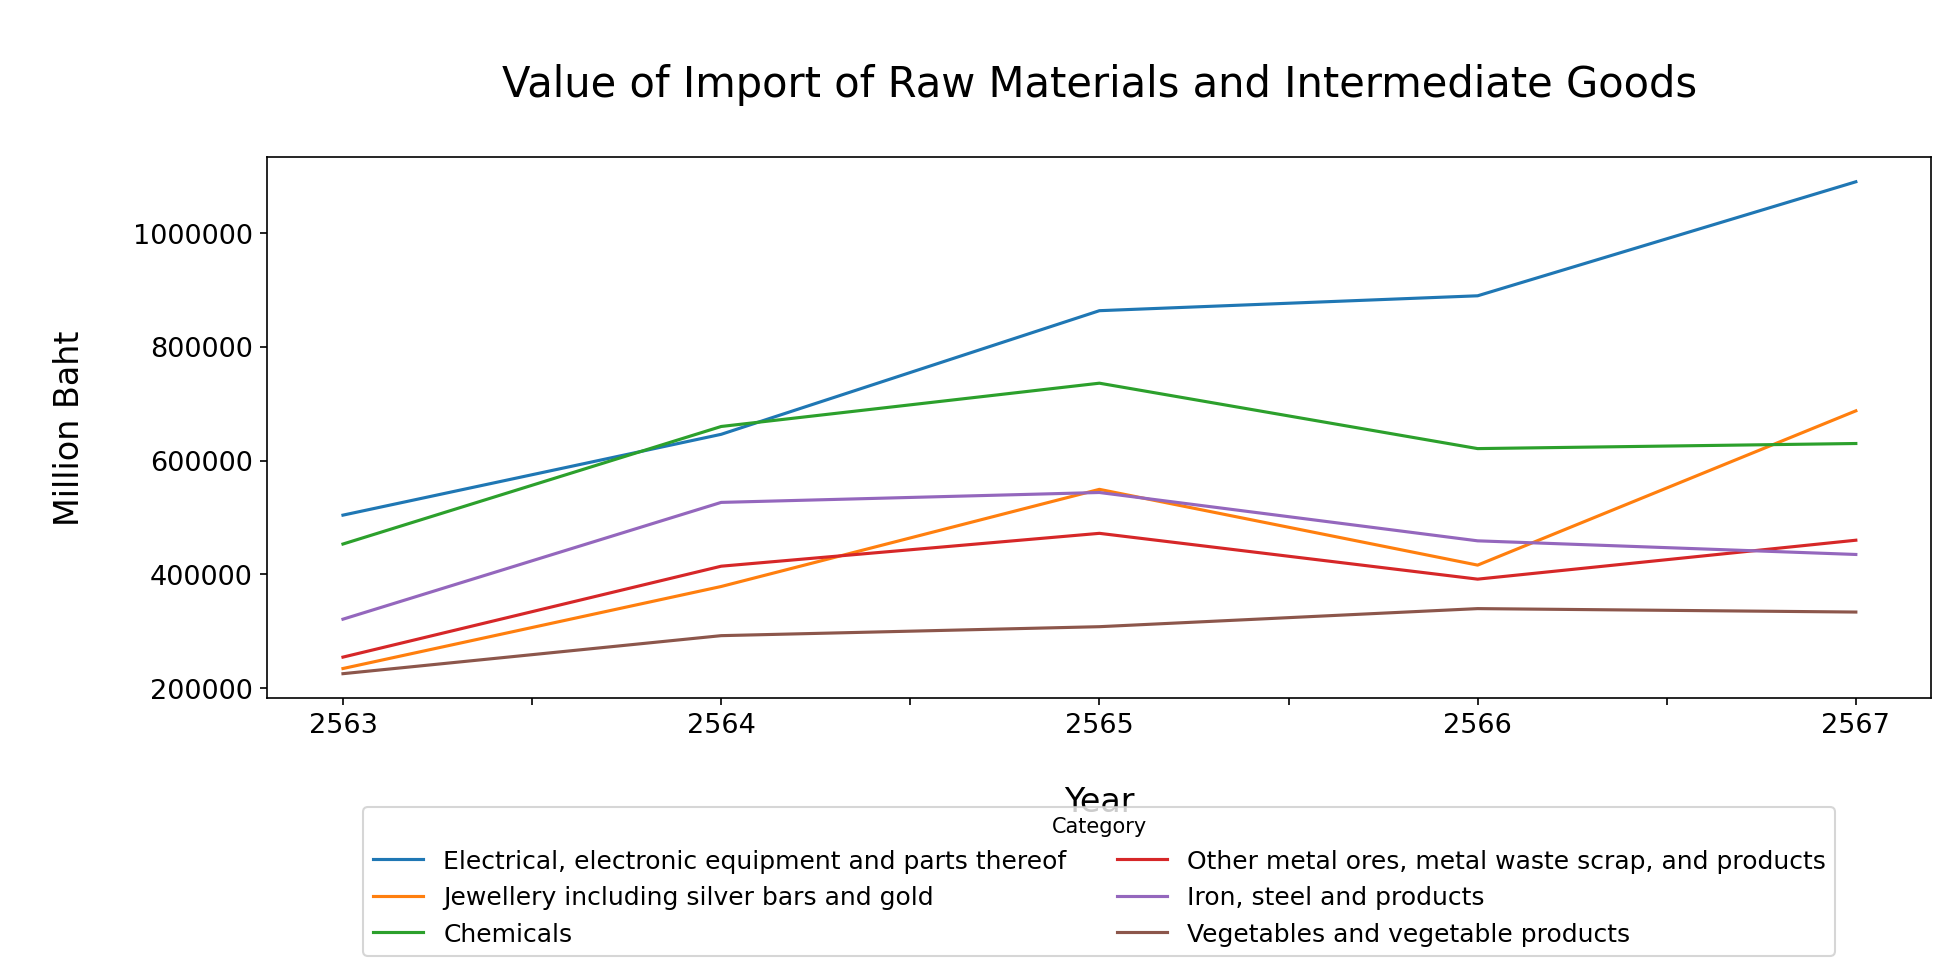 Value of Import of Raw Materials and Intermediate Goods
Million Baht
1000000
800000
600000
400000
200000
2563 2564 2565 2566 2567
Year
Category
Electrical, electronic equipment and parts thereof
Jewellery including silver bars and gold
Chemicals
Other metal ores, metal waste scrap, and products
Iron, steel and products
Vegetables and vegetable products